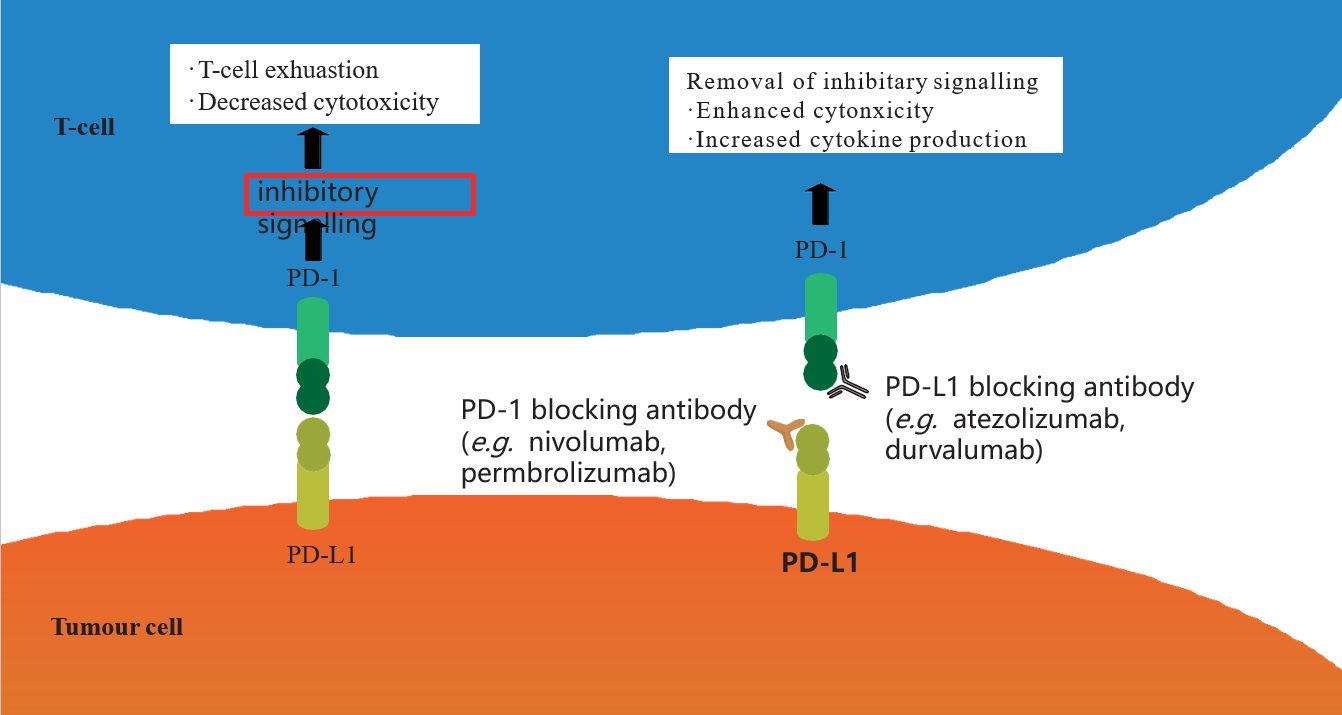 ·T-cell exhuastion
·Decreased cytotoxicity
T-cell
inhibitory
signalling
PD-1
PD-L1
Removal of inhibitary signalling
·Enhanced cytonxicity
·Increased cytokine production
PD-1
PD-L1 blocking antibody
(e.g. atezolizumab,
durvalumab)
PD-1 blocking antibody
(e.g. nivolumab,
permbrolizumab)
PD-L1
Tumour cell